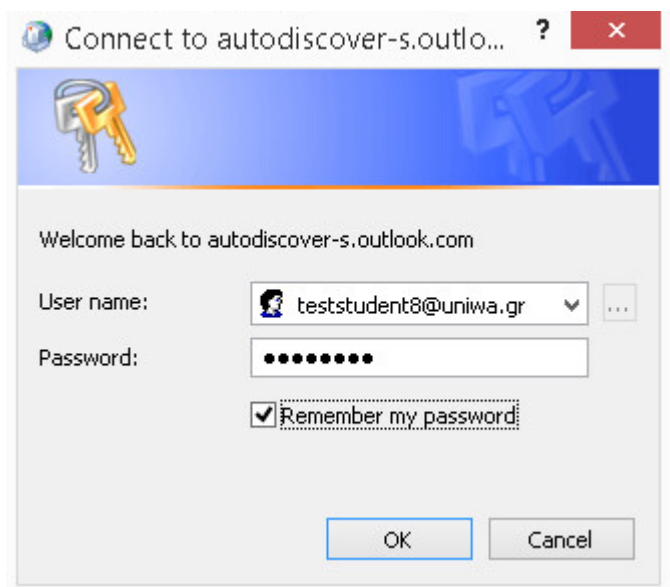 Connect to autodiscover-s.outlo... ?
Welcome back to autodiscover-s.outlook.com
User name: teststudent8@uniwa.gr ...
Password: ●●●●●●●●
Remember my password
OK Cancel